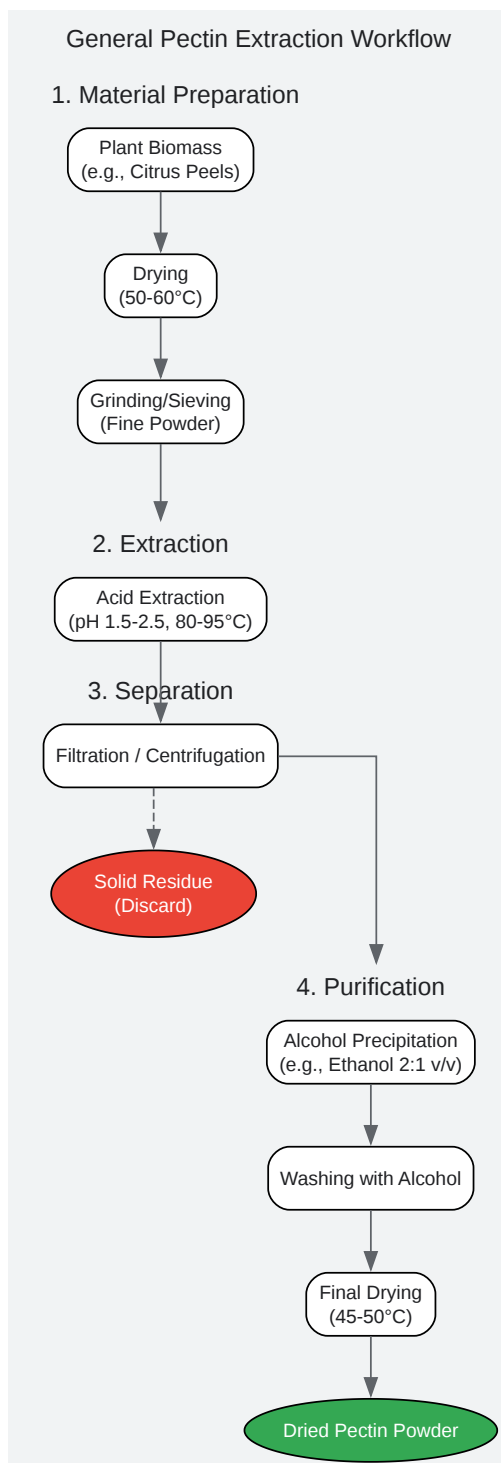 General Pectin Extraction Workflow
1. Material Preparation
Plant Biomass
(e.g., Citrus Peels)
Drying
(50-60°C)
Grinding/Sieving
(Fine Powder)
2. Extraction
Acid Extraction
(pH 1.5-2.5, 80-95°C)
3. Separation
Filtration / Centrifugation
Solid Residue
(Discard)
4. Purification
Alcohol Precipitation
(e.g., Ethanol 2:1 v/v)
Washing with Alcohol
Final Drying
(45-50°C)
Dried Pectin Powder